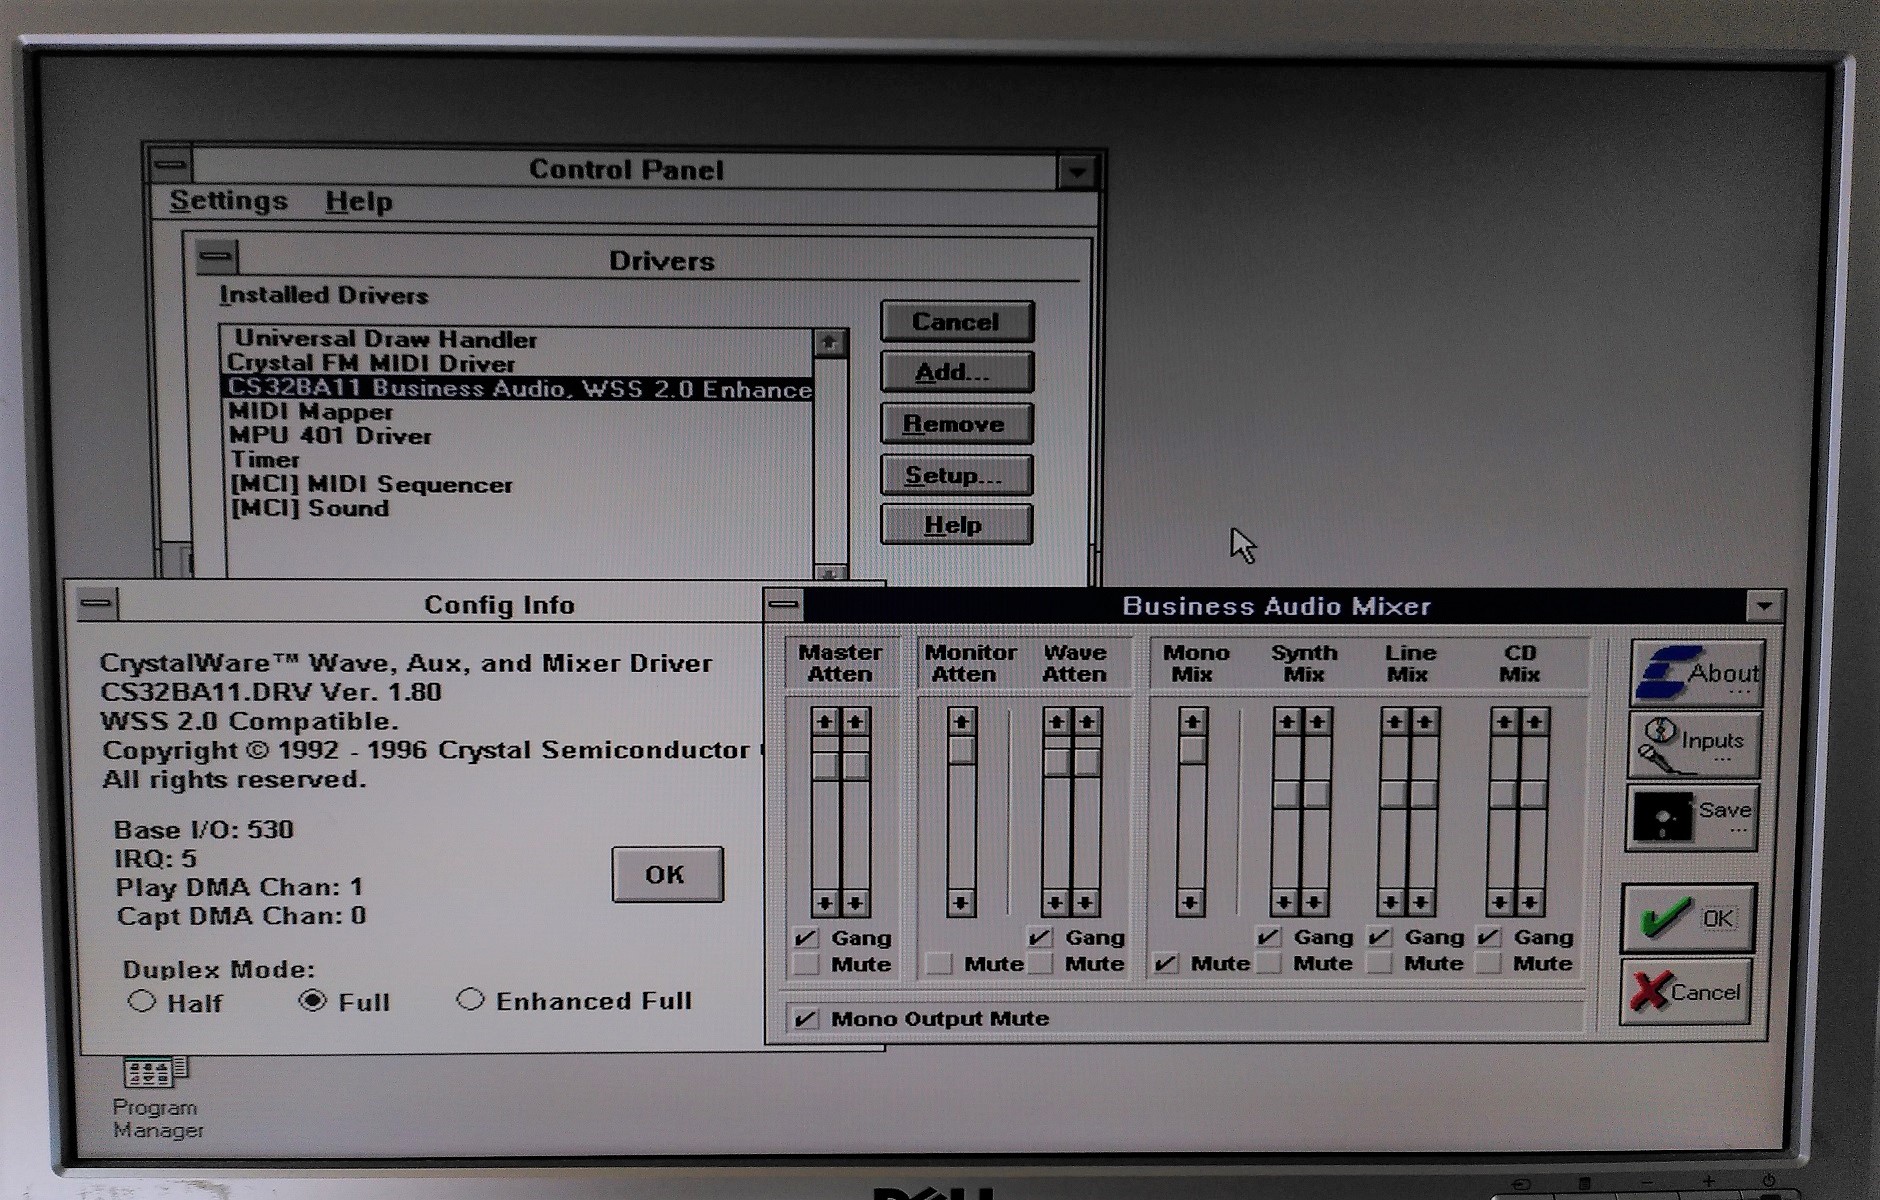 Control Panel
Settings Help
Drivers
Installed Drivers
Universal Draw Handler
Crystal FM MIDI Driver
CS32BA11 Business Audio, WSS 2.0 Enhance
MIDI Mapper
MPU 401 Driver
Timer
[MCI] MIDI Sequencer
[MCI] Sound
Cancel
Add...
Remove
Setup...
Help
Config Info
CrystalWare™ Wave, Aux, and Mixer Driver
CS32BA11.DRV Ver. 1.80
WSS 2.0 Compatible.
Copyright © 1992 - 1996 Crystal Semiconductor
All rights reserved.
Base I/O: 530
IRQ: 5
Play DMA Chan: 1
Capt DMA Chan: 0
OK
Duplex Mode:
Half Full Enhanced Full
Business Audio Mixer
Master Atten
Monitor Atten
Wave Atten
Mono Mix
Synth Mix
Line Mix
CD Mix
Gang Gang Gang Gang Gang
Mute Mute Mute Mute Mute Mute Mute
Mono Output Mute
About...
Inputs...
Save...
OK
Cancel
Program
Manager
DELL